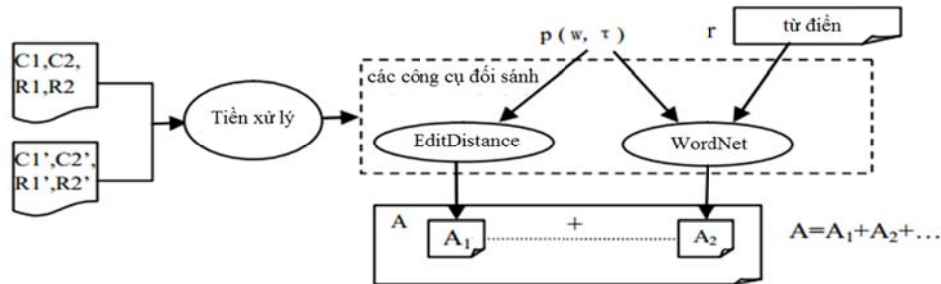 p ( w, τ )
r
từ điển
C1,C2,
R1,R2
các công cụ đối sánh
Tiền xử lý
EditDistance
WordNet
C1’,C2’,
R1’,R2’
A
A₁
+
A₂
A=A₁+A₂+…